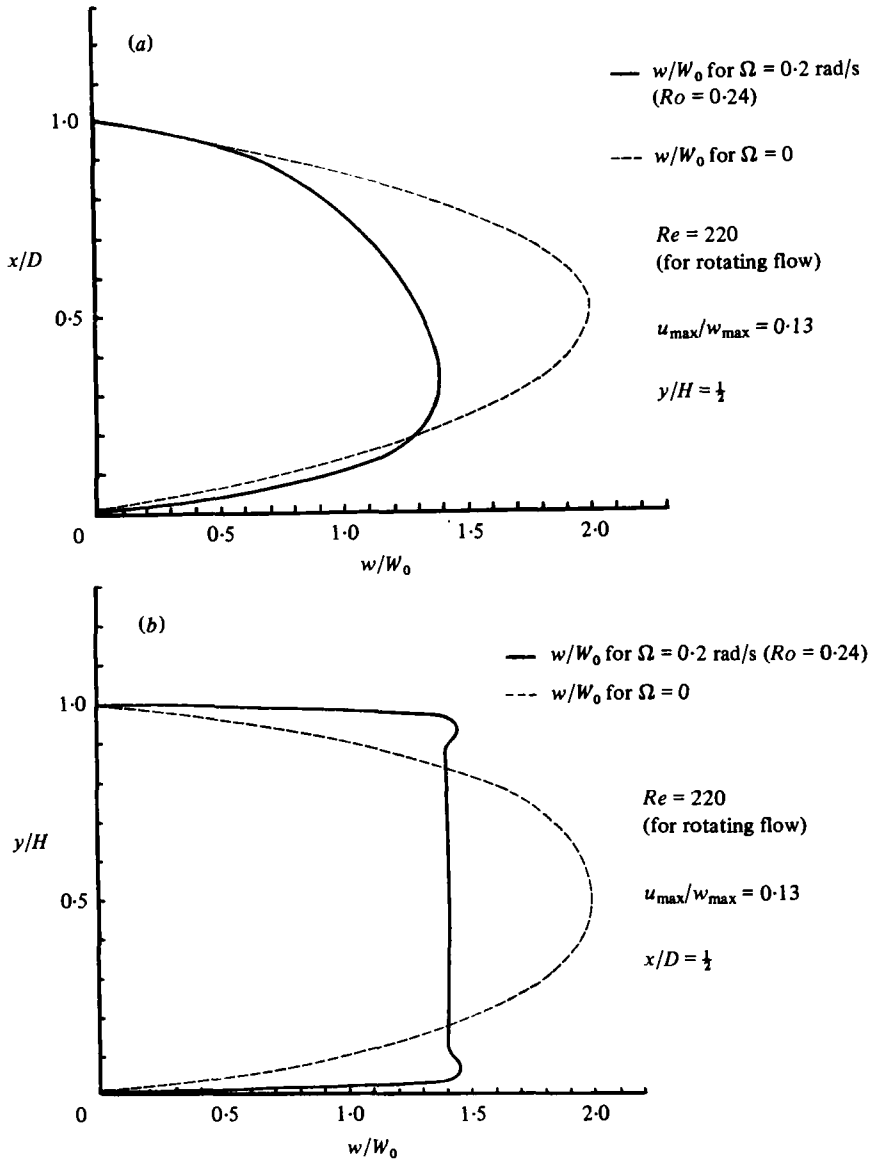 (a)
w/W₀ for Ω = 0·2 rad/s
(Ro = 0·24)
w/W₀ for Ω = 0
Re = 220
(for rotating flow)
u_max/w_max = 0·13
y/H = ½
x/D
1·0
0·5
0
0·5
1·0
1·5
2·0
w/W₀
(b)
w/W₀ for Ω = 0·2 rad/s (Ro = 0·24)
w/W₀ for Ω = 0
Re = 220
(for rotating flow)
u_max/w_max = 0·13
x/D = ½
y/H
1·0
0·5
0
0·5
1·0
1·5
2·0
w/W₀